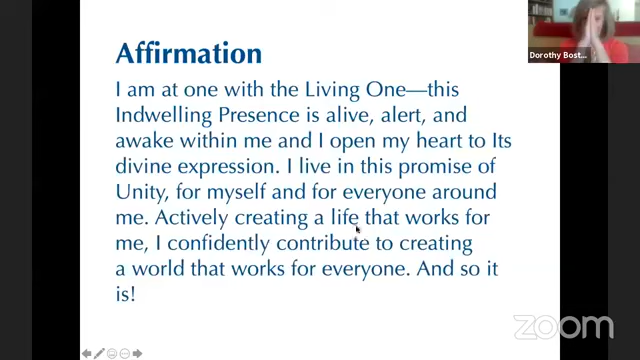 Affirmation
I am at one with the Living One—this
Indwelling Presence is alive, alert, and
awake within me and I open my heart to Its
divine expression. I live in this promise of
Unity, for myself and for everyone around
me. Actively creating a life that works for
me, I confidently contribute to creating
a world that works for everyone. And so it
is!
Dorothy Bost...
zoom